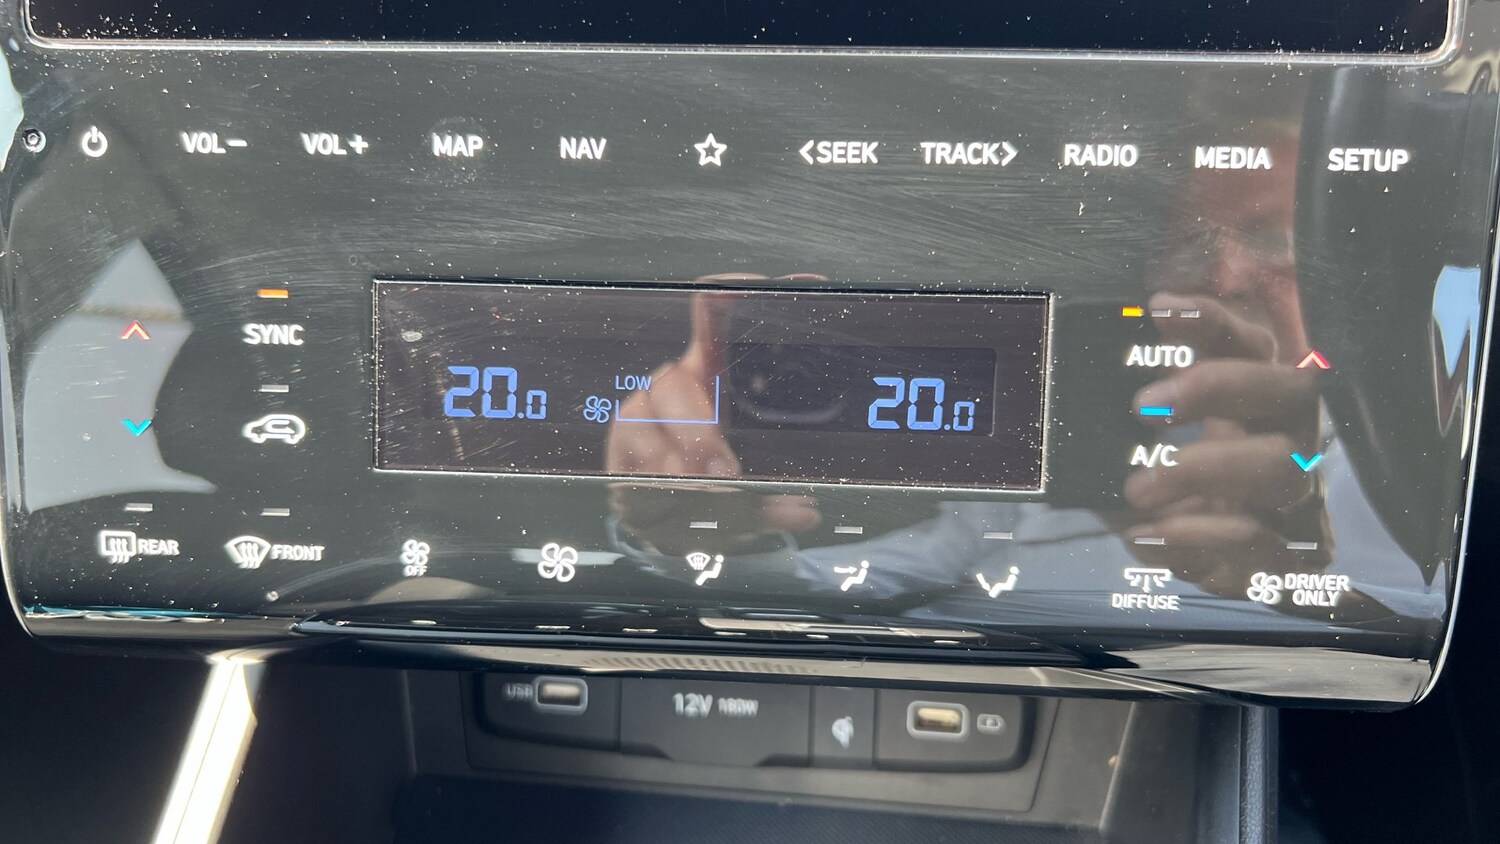 VOL− VOL+ MAP NAV <SEEK TRACK> RADIO MEDIA SETUP
SYNC AUTO
LOW
20.0 20.0
A/C
REAR FRONT OFF DIFFUSE DRIVER
ONLY
USB 12V 180W